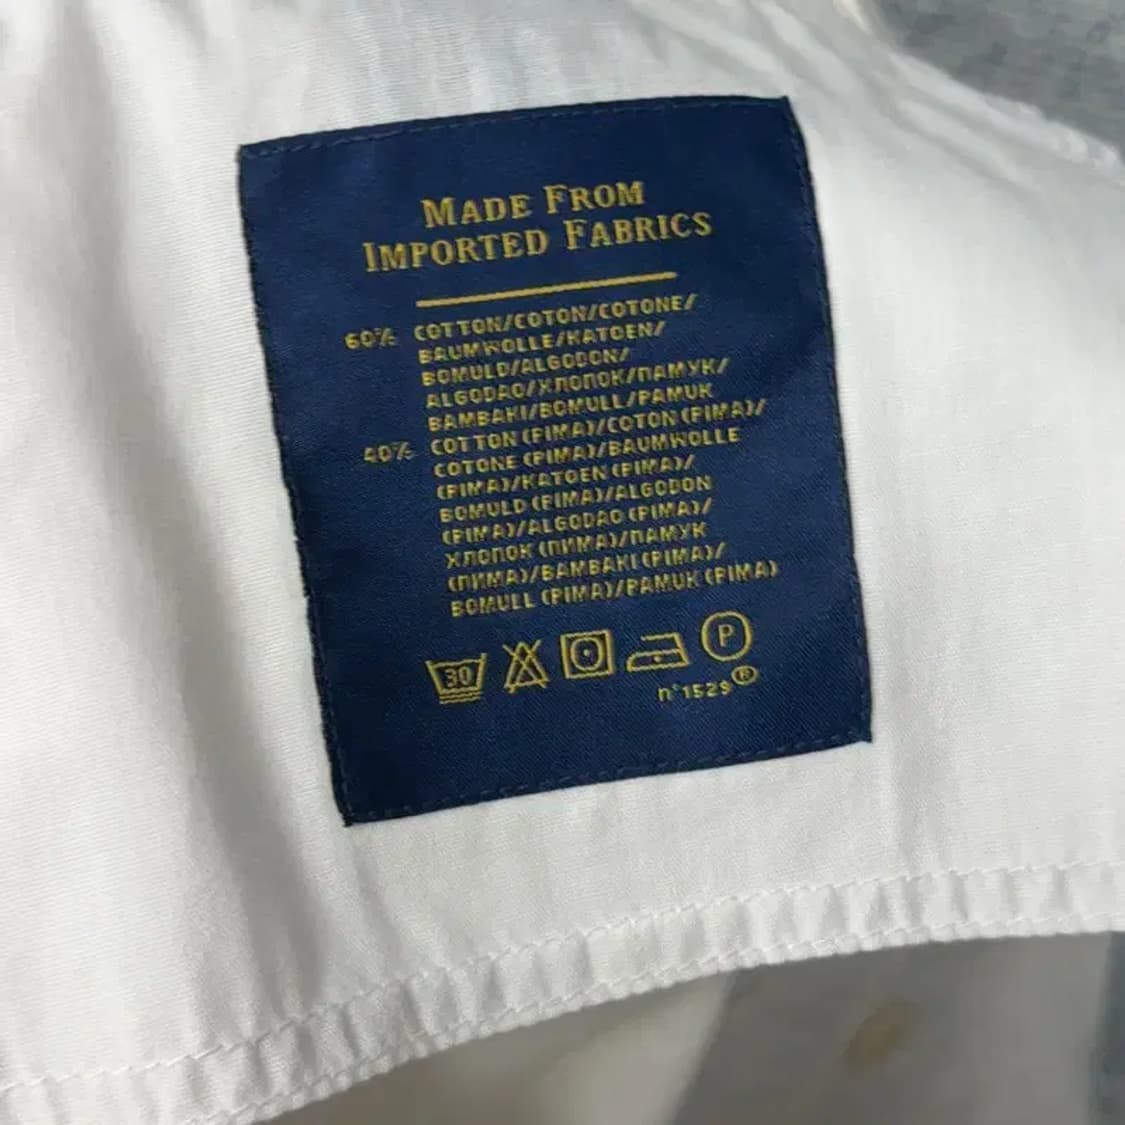 MADE FROM
IMPORTED FABRICS
60% COTTON/COTON/COTONE/
BAUMWOLLE/KATOEN/
BOMULD/ALGODON/
ALGODAO/ХЛОПОК/ПАМУК/
BAMBAKI/BOMULL/PAMUK
40% COTTON (PIMA)/COTON (PIMA)/
COTONE (PIMA)/BAUMWOLLE
(PIMA)/KATOEN (PIMA)/
BOMULD (PIMA)/ALGODON
(PIMA)/ALGODAO (PIMA)/
ХЛОПОК (ПИМА)/ПАМУК
(ПИМА)/BAMBAKI (PIMA)/
BOMULL (PIMA)/PAMUK (PIMA)
30 P
n°1529®